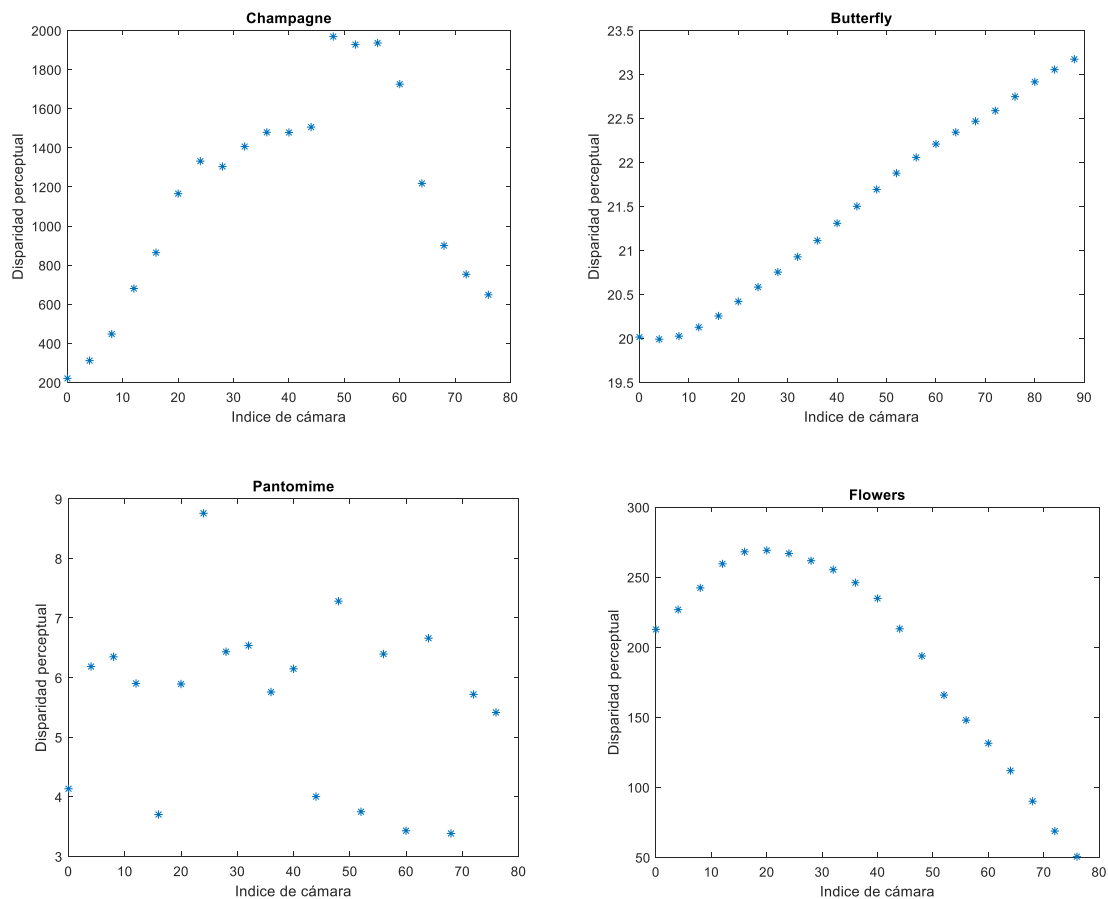 Champagne
2000
1800
1600
1400
1200
1000
800
600
400
200
0 10 20 30 40 50 60 70 80
Indice de cámara
Disparidad perceptual
Butterfly
23.5
23
22.5
22
21.5
21
20.5
20
19.5
0 10 20 30 40 50 60 70 80 90
Indice de cámara
Disparidad perceptual
Pantomime
9
8
7
6
5
4
3
0 10 20 30 40 50 60 70 80
Indice de cámara
Disparidad perceptual
Flowers
300
250
200
150
100
50
0 10 20 30 40 50 60 70 80
Indice de cámara
Disparidad perceptual